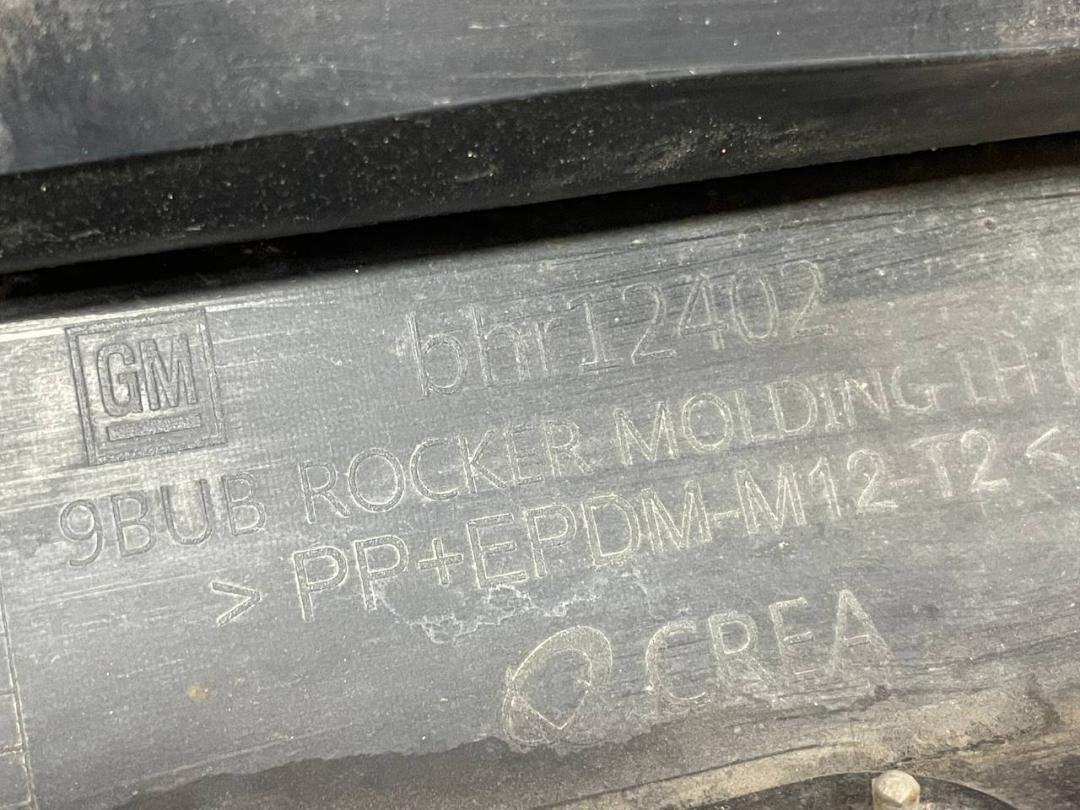 GM
bhr12402
9BUB ROCKER MOLDING-LH
>PP+EPDM-M12-T2<
CREA